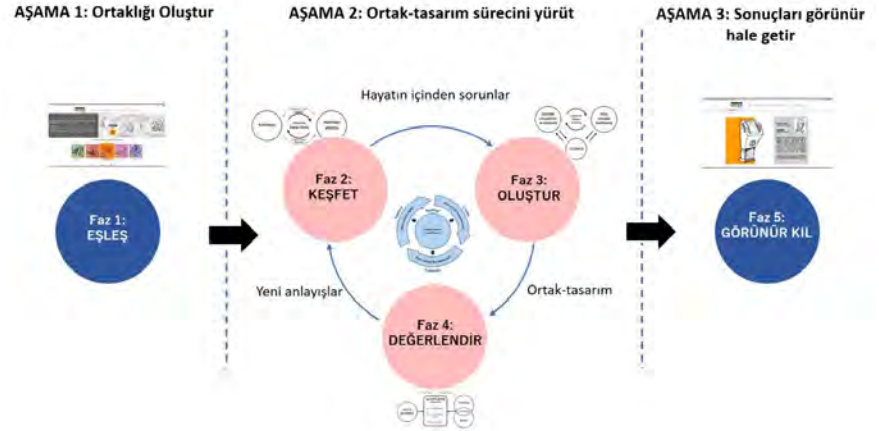 AŞAMA 1: Ortaklığı Oluştur
AŞAMA 2: Ortak-tasarım sürecini yürüt
AŞAMA 3: Sonuçları görünür
hale getir
Hayatın içinden sorunlar
Faz 1:
EŞLEŞ
Faz 2:
KEŞFET
Faz 3:
OLUŞTUR
Faz 5:
GÖRÜNÜR KIL
Yeni anlayışlar
Ortak-tasarım
Faz 4:
DEĞERLENDİR